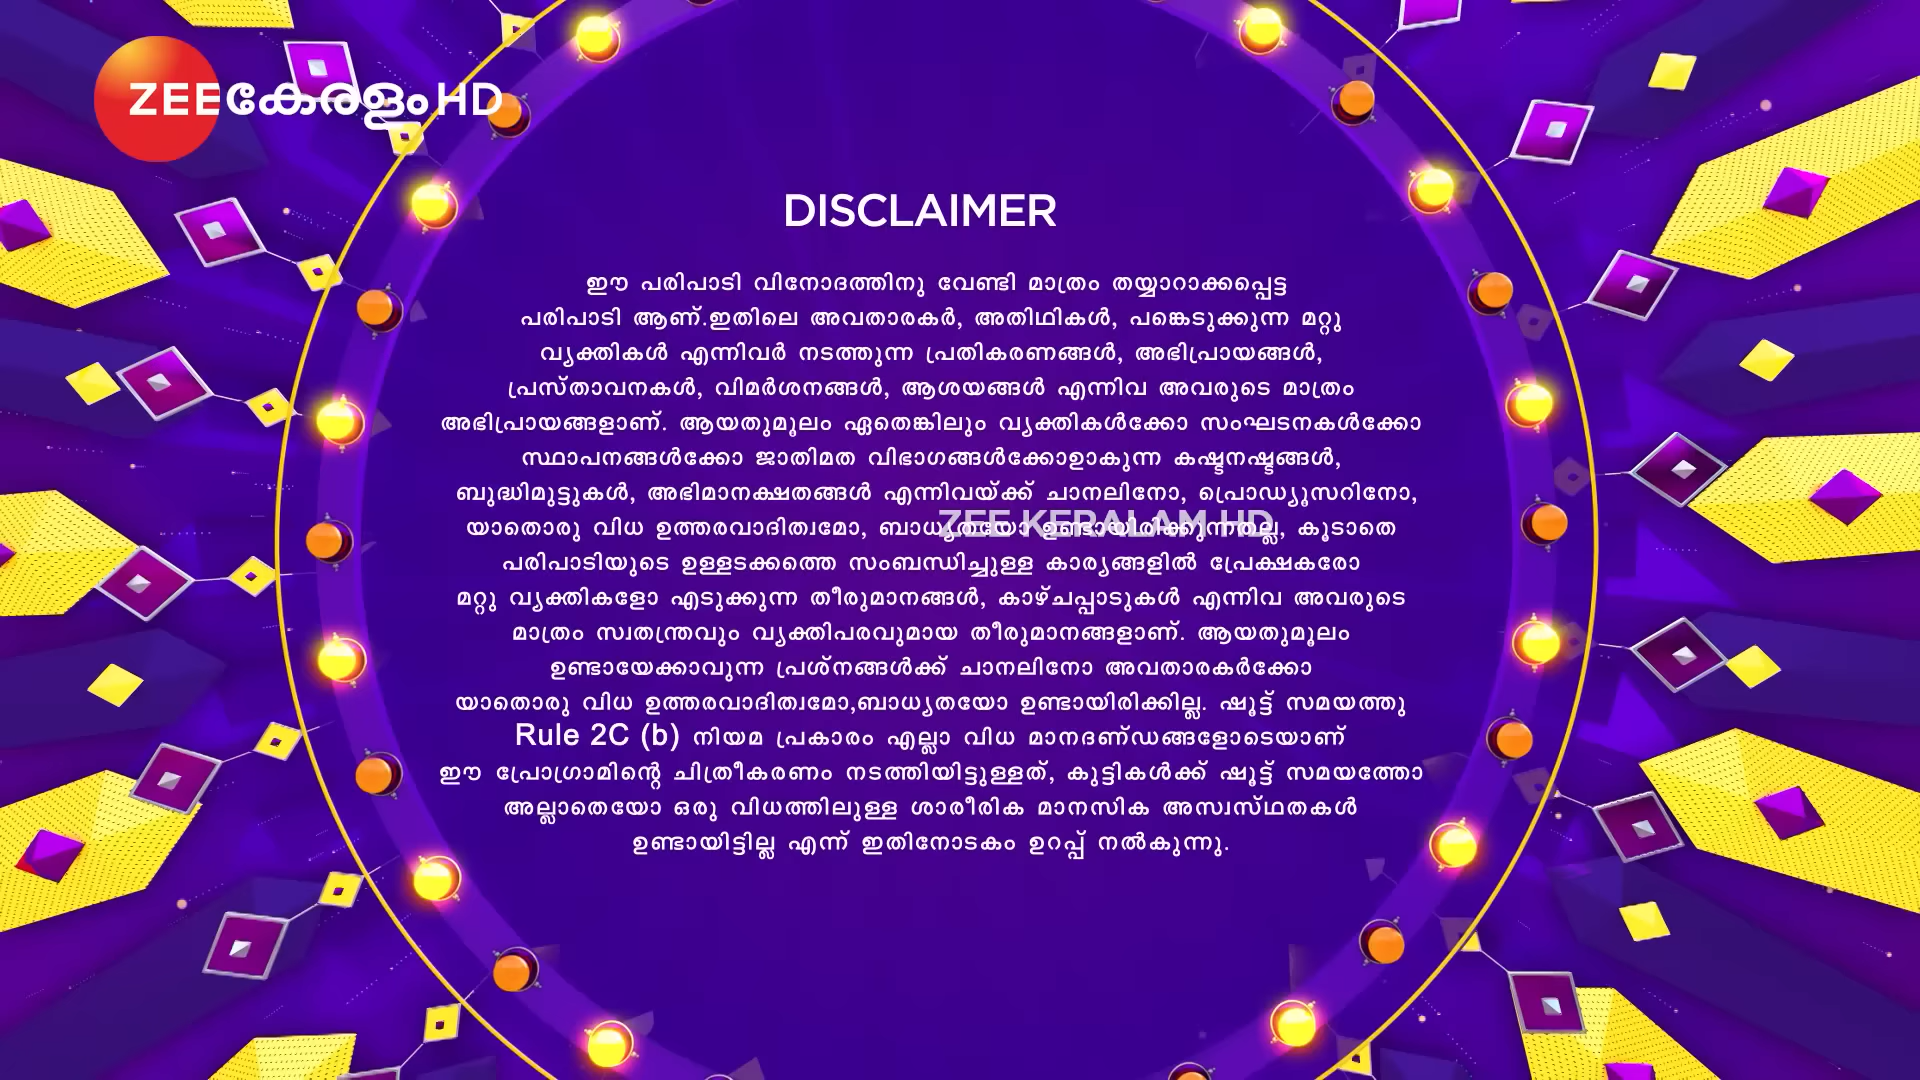 ZEEകേരളം HD
DISCLAIMER
ഈ പരിപാടി വിനോദത്തിനു വേണ്ടി മാത്രം തയ്യാറാക്കപ്പെട്ട
പരിപാടി ആണ്.ഇതിലെ അവതാരകർ, അതിഥികൾ, പങ്കെടുക്കുന്ന മറ്റു
വ്യക്തികൾ എന്നിവർ നടത്തുന്ന പ്രതികരണങ്ങൾ, അഭിപ്രായങ്ങൾ,
പ്രസ്താവനകൾ, വിമർശനങ്ങൾ, ആശയങ്ങൾ എന്നിവ അവരുടെ മാത്രം
അഭിപ്രായങ്ങളാണ്. ആയതുമൂലം ഏതെങ്കിലും വ്യക്തികൾക്കോ സംഘടനകൾക്കോ
സ്ഥാപനങ്ങൾക്കോ ജാതിമത വിഭാഗങ്ങൾക്കോഉാകുന്ന കഷ്ടനഷ്ടങ്ങൾ,
ബുദ്ധിമുട്ടുകൾ, അഭിമാനക്ഷതങ്ങൾ എന്നിവയ്ക്ക് ചാനലിനോ, പ്രൊഡ്യൂസറിനോ,
യാതൊരു വിധ ഉത്തരവാദിത്വമോ, ബാധ്യതയോ ഉണ്ടായിരിക്കുന്നതല്ല, കൂടാതെ
ZEE KERALAM HD
പരിപാടിയുടെ ഉള്ളടക്കത്തെ സംബന്ധിച്ചുള്ള കാര്യങ്ങളിൽ പ്രേക്ഷകരോ
മറ്റു വ്യക്തികളോ എടുക്കുന്ന തീരുമാനങ്ങൾ, കാഴ്ചപ്പാടുകൾ എന്നിവ അവരുടെ
മാത്രം സ്വതന്ത്രവും വ്യക്തിപരവുമായ തീരുമാനങ്ങളാണ്. ആയതുമൂലം
ഉണ്ടായേക്കാവുന്ന പ്രശ്നങ്ങൾക്ക് ചാനലിനോ അവതാരകർക്കോ
യാതൊരു വിധ ഉത്തരവാദിത്വമോ,ബാധ്യതയോ ഉണ്ടായിരിക്കില്ല. ഷൂട്ട് സമയത്തു
Rule 2C (b) നിയമ പ്രകാരം എല്ലാ വിധ മാനദണ്ഡങ്ങളോടെയാണ്
ഈ പ്രോഗ്രാമിന്റെ ചിത്രീകരണം നടത്തിയിട്ടുള്ളത്, കുട്ടികൾക്ക് ഷൂട്ട് സമയത്തോ
അല്ലാതെയോ ഒരു വിധത്തിലുള്ള ശാരീരിക മാനസിക അസ്വസ്ഥതകൾ
ഉണ്ടായിട്ടില്ല എന്ന് ഇതിനോടകം ഉറപ്പ് നൽകുന്നു.